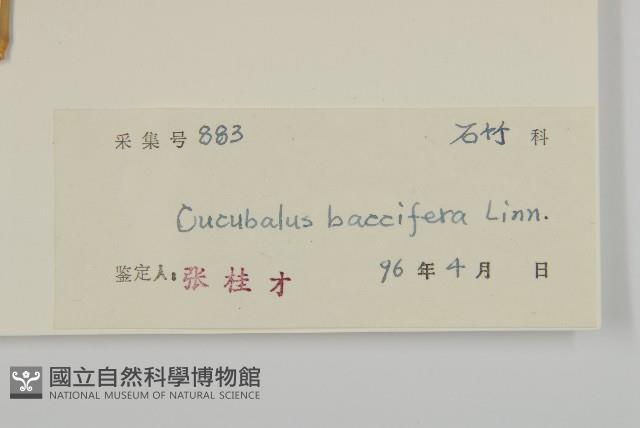 采集号 883 石竹 科
Cucubalus baccifera Linn.
鉴定人: 张桂才 96 年 4 月 日
國立自然科學博物館
NATIONAL MUSEUM OF NATURAL SCIENCE